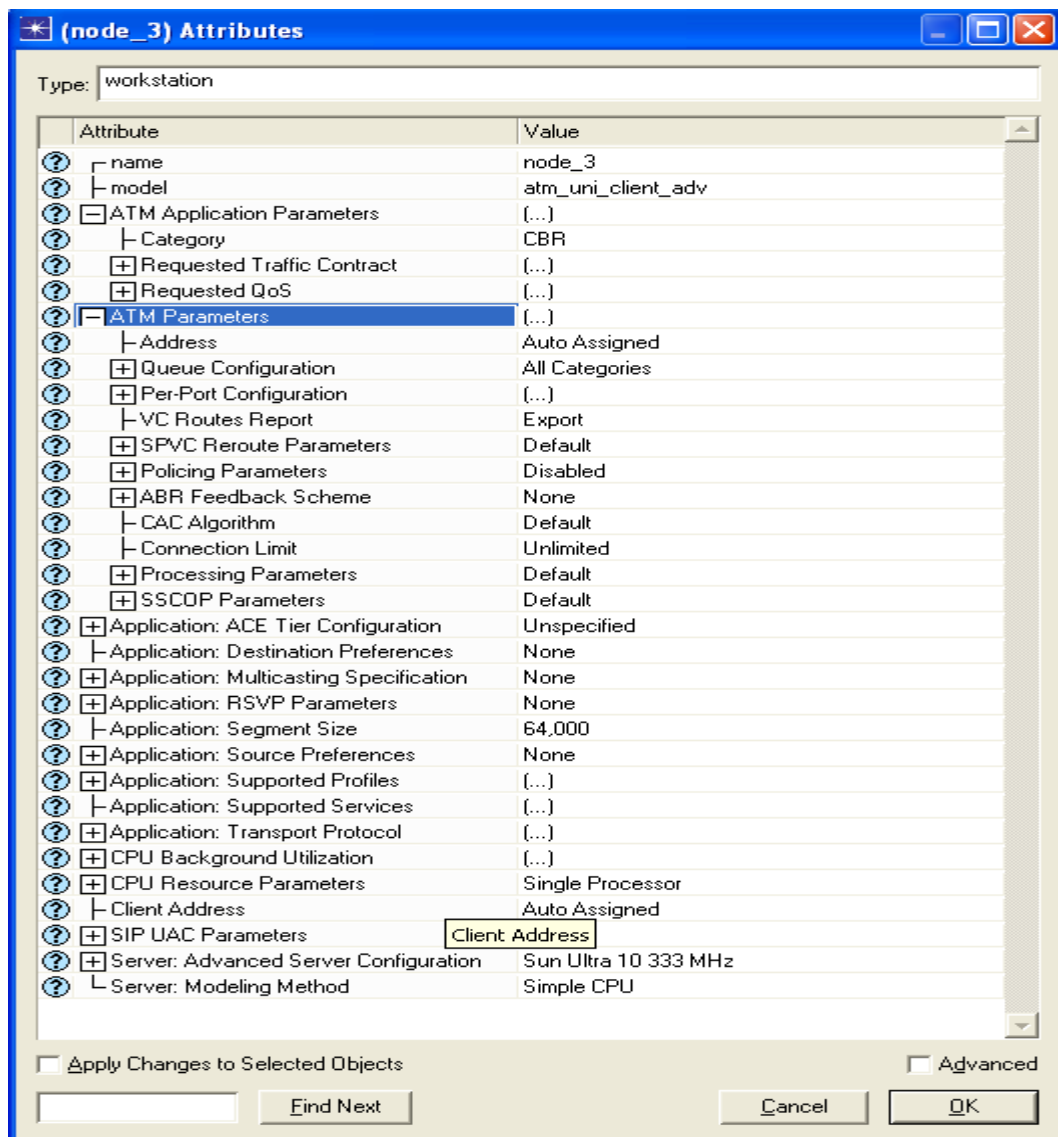 (node_3) Attributes
Type: workstation
Attribute Value
name node_3
model atm_uni_client_adv
ATM Application Parameters (...)
Category CBR
Requested Traffic Contract (...)
Requested QoS (...)
ATM Parameters (...)
Address Auto Assigned
Queue Configuration All Categories
Per-Port Configuration (...)
VC Routes Report Export
SPVC Reroute Parameters Default
Policing Parameters Disabled
ABR Feedback Scheme None
CAC Algorithm Default
Connection Limit Unlimited
Processing Parameters Default
SSCOP Parameters Default
Application: ACE Tier Configuration Unspecified
Application: Destination Preferences None
Application: Multicasting Specification None
Application: RSVP Parameters None
Application: Segment Size 64,000
Application: Source Preferences None
Application: Supported Profiles (...)
Application: Supported Services (...)
Application: Transport Protocol (...)
CPU Background Utilization (...)
CPU Resource Parameters Single Processor
Client Address Auto Assigned
SIP UAC Parameters Client Address
Server: Advanced Server Configuration Sun Ultra 10 333 MHz
Server: Modeling Method Simple CPU
Apply Changes to Selected Objects Advanced
Find Next Cancel OK